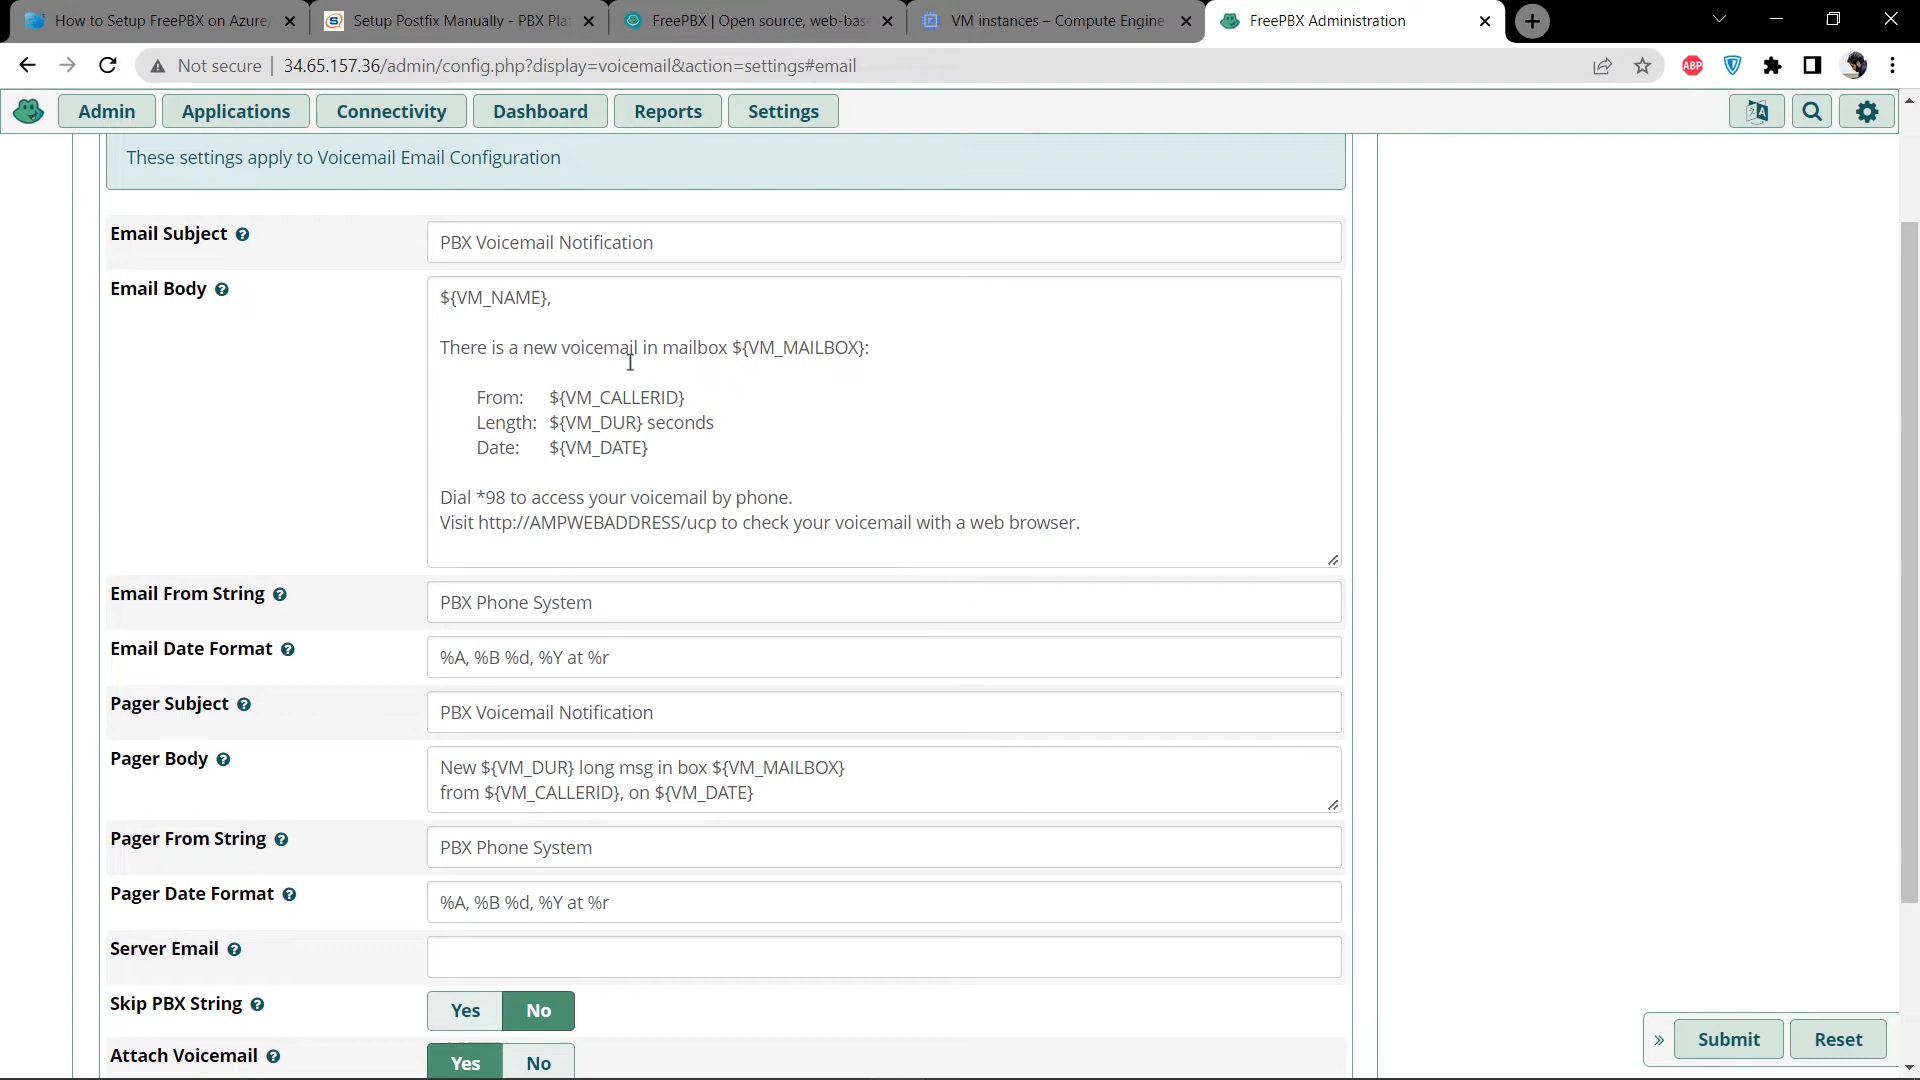 How to Setup FreePBX on Azure/
Setup Postfix Manually - PBX Plat
FreePBX | Open source, web-base
VM instances – Compute Engine
FreePBX Administration
Not secure
34.65.157.36/admin/config.php?display=voicemail&action=settings#email
ABP
Admin
Applications
Connectivity
Dashboard
Reports
Settings
These settings apply to Voicemail Email Configuration
Email Subject
PBX Voicemail Notification
Email Body
${VM_NAME},
There is a new voicemail in mailbox ${VM_MAILBOX}:
From: ${VM_CALLERID}
Length: ${VM_DUR} seconds
Date: ${VM_DATE}
Dial *98 to access your voicemail by phone.
Visit http://AMPWEBADDRESS/ucp to check your voicemail with a web browser.
Email From String
PBX Phone System
Email Date Format
%A, %B %d, %Y at %r
Pager Subject
PBX Voicemail Notification
Pager Body
New ${VM_DUR} long msg in box ${VM_MAILBOX}
from ${VM_CALLERID}, on ${VM_DATE}
Pager From String
PBX Phone System
Pager Date Format
%A, %B %d, %Y at %r
Server Email
Skip PBX String
Yes No
Attach Voicemail
Yes No
» Submit Reset